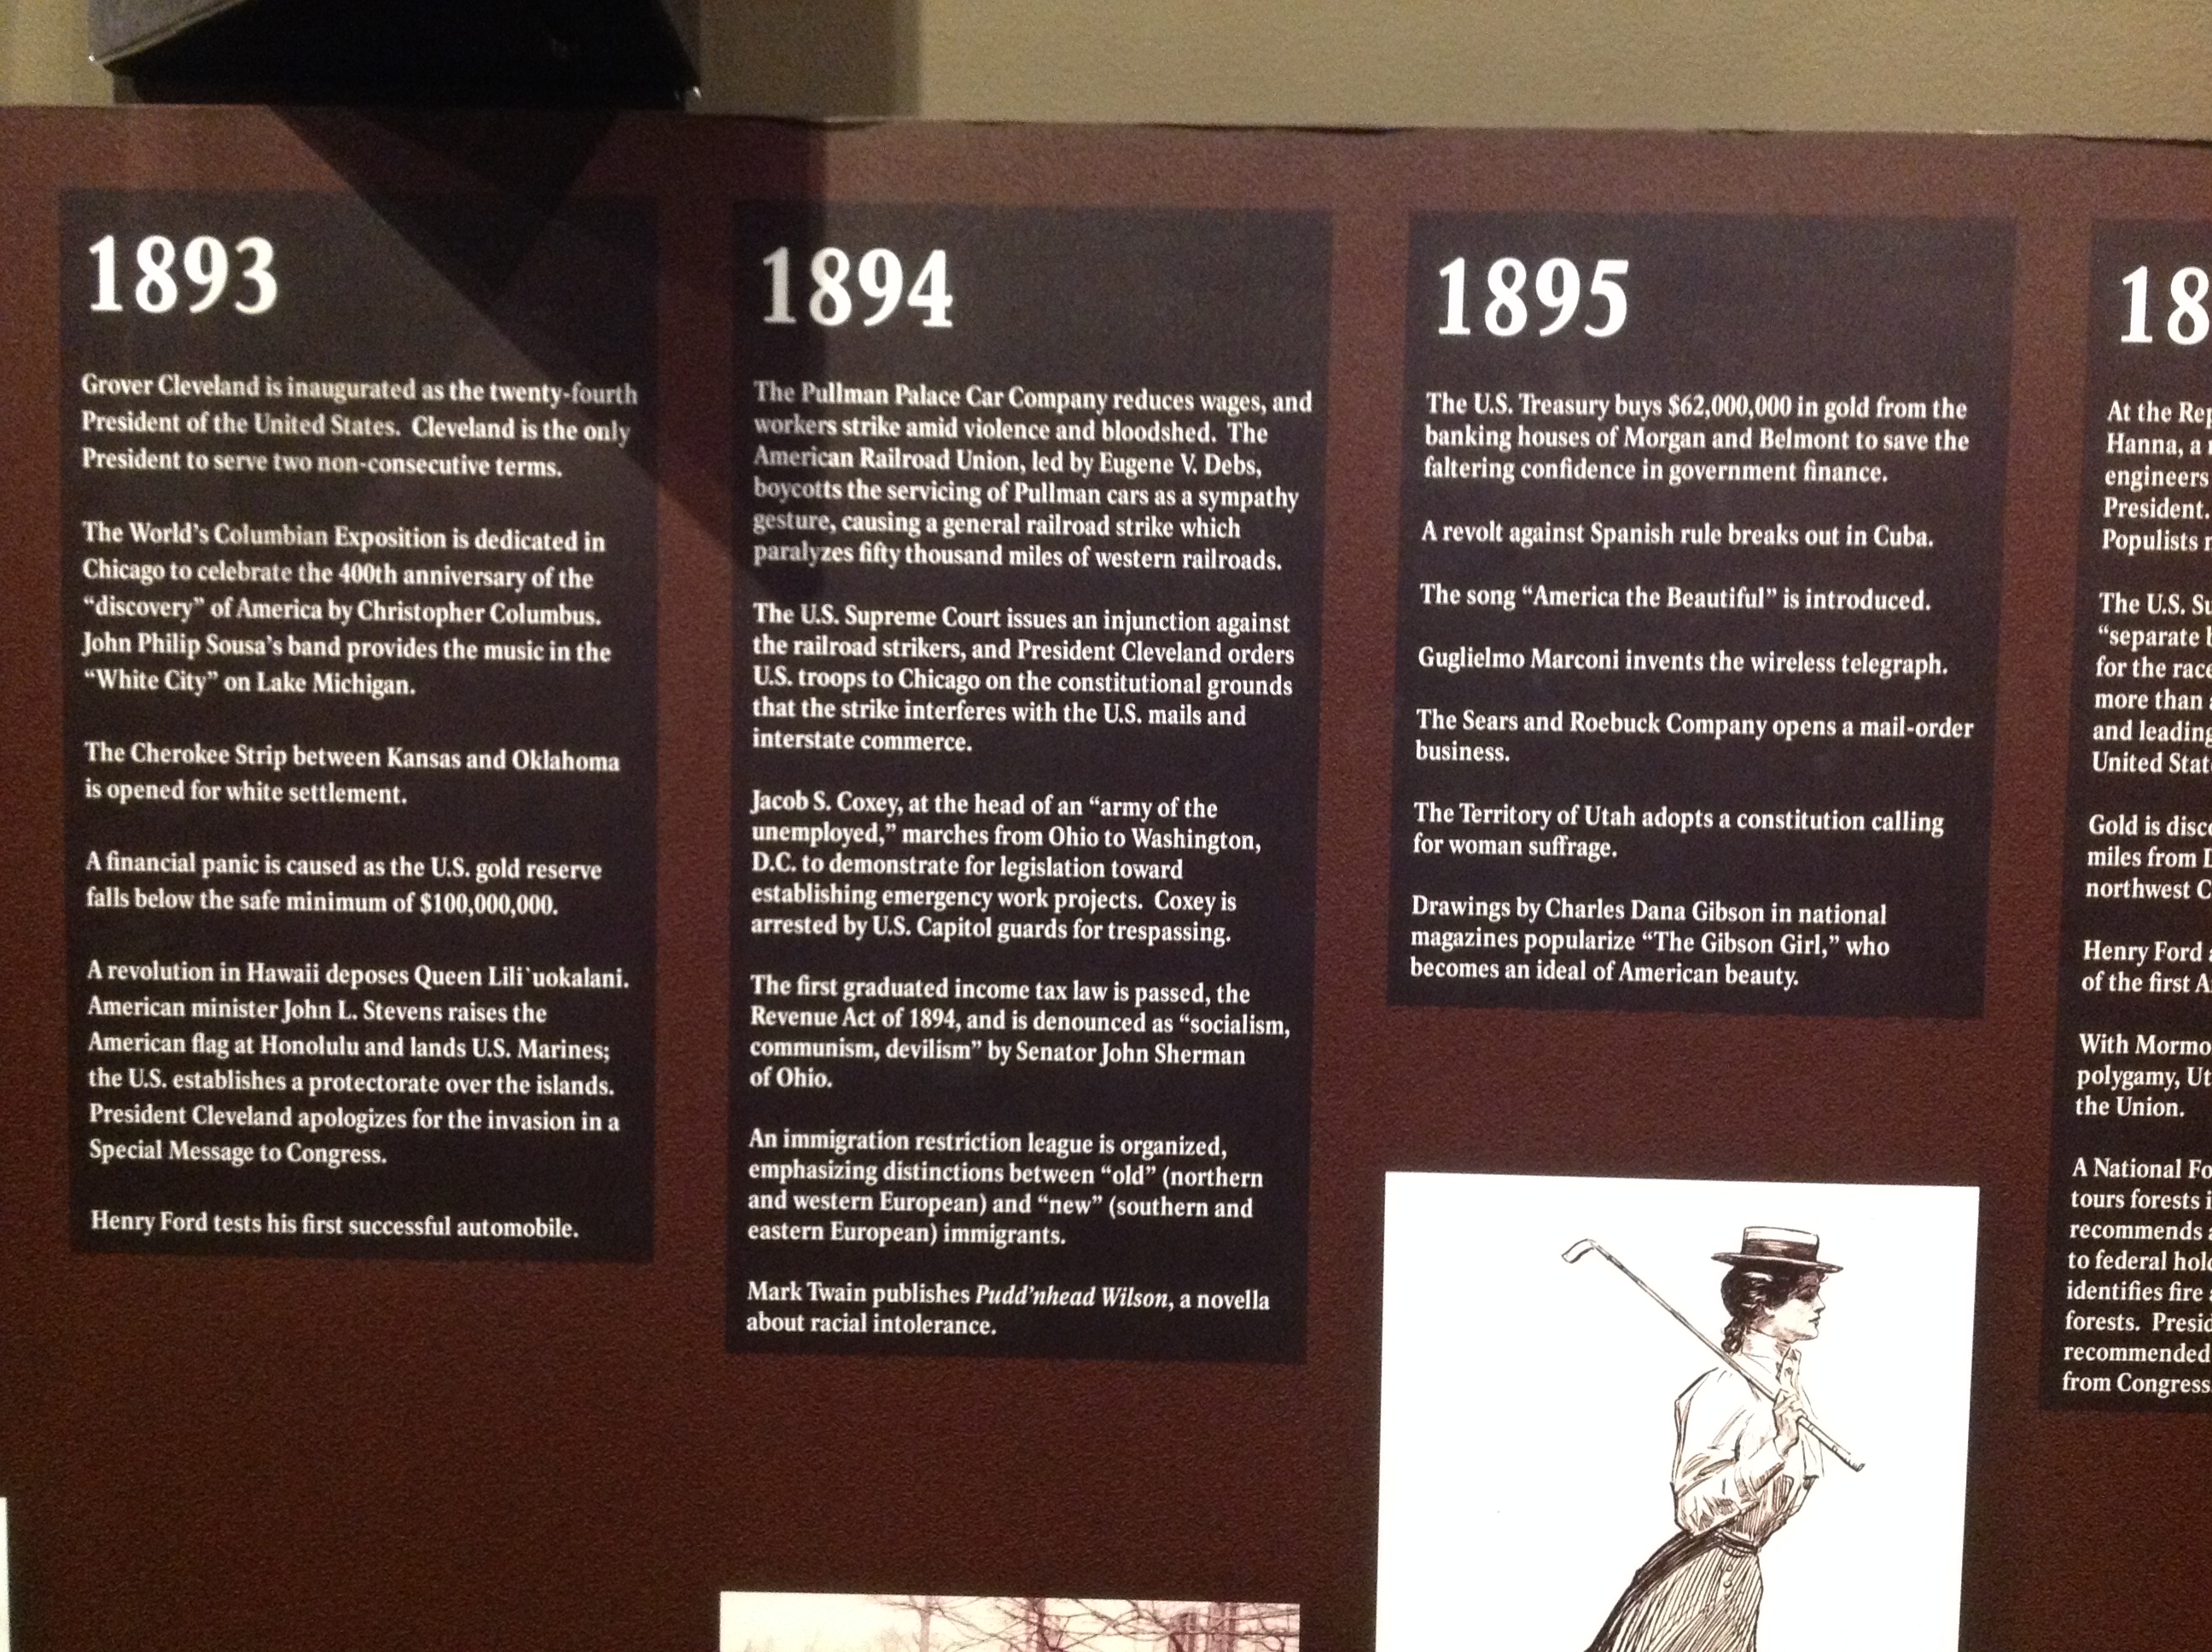 1893
Grover Cleveland is inaugurated as the twenty-fourth
President of the United States. Cleveland is the only
President to serve two non-consecutive terms.
The World's Columbian Exposition is dedicated in
Chicago to celebrate the 400th anniversary of the
“discovery” of America by Christopher Columbus.
John Philip Sousa's band provides the music in the
“White City” on Lake Michigan.
The Cherokee Strip between Kansas and Oklahoma
is opened for white settlement.
A financial panic is caused as the U.S. gold reserve
falls below the safe minimum of $100,000,000.
A revolution in Hawaii deposes Queen Lili`uokalani.
American minister John L. Stevens raises the
American flag at Honolulu and lands U.S. Marines;
the U.S. establishes a protectorate over the islands.
President Cleveland apologizes for the invasion in a
Special Message to Congress.
Henry Ford tests his first successful automobile.
1894
The Pullman Palace Car Company reduces wages, and
workers strike amid violence and bloodshed. The
American Railroad Union, led by Eugene V. Debs,
boycotts the servicing of Pullman cars as a sympathy
gesture, causing a general railroad strike which
paralyzes fifty thousand miles of western railroads.
The U.S. Supreme Court issues an injunction against
the railroad strikers, and President Cleveland orders
U.S. troops to Chicago on the constitutional grounds
that the strike interferes with the U.S. mails and
interstate commerce.
Jacob S. Coxey, at the head of an “army of the
unemployed,” marches from Ohio to Washington,
D.C. to demonstrate for legislation toward
establishing emergency work projects. Coxey is
arrested by U.S. Capitol guards for trespassing.
The first graduated income tax law is passed, the
Revenue Act of 1894, and is denounced as “socialism,
communism, devilism” by Senator John Sherman
of Ohio.
An immigration restriction league is organized,
emphasizing distinctions between “old” (northern
and western European) and “new” (southern and
eastern European) immigrants.
Mark Twain publishes Pudd'nhead Wilson, a novella
about racial intolerance.
1895
The U.S. Treasury buys $62,000,000 in gold from the
banking houses of Morgan and Belmont to save the
faltering confidence in government finance.
A revolt against Spanish rule breaks out in Cuba.
The song “America the Beautiful” is introduced.
Guglielmo Marconi invents the wireless telegraph.
The Sears and Roebuck Company opens a mail-order
business.
The Territory of Utah adopts a constitution calling
for woman suffrage.
Drawings by Charles Dana Gibson in national
magazines popularize “The Gibson Girl,” who
becomes an ideal of American beauty.
18
At the
Hanna, a
engineers
President.
Populists
The U.S.
“separate
for the
more than
and leading
United
Gold is
miles from
northwest
Henry Ford
of the first
With
polygamy,
the Union.
A National
tours forests
recommends
to federal
identifies fire
forests.
recommended
from Congress